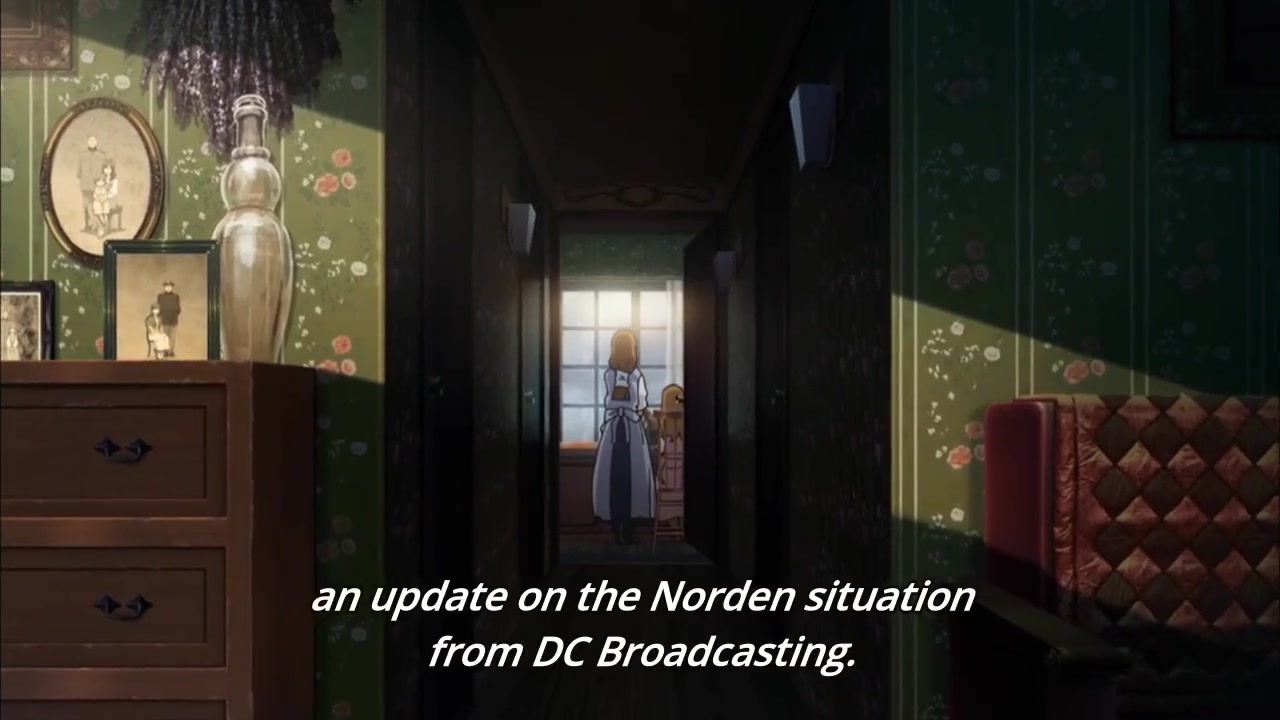 an update on the Norden situation
from DC Broadcasting.